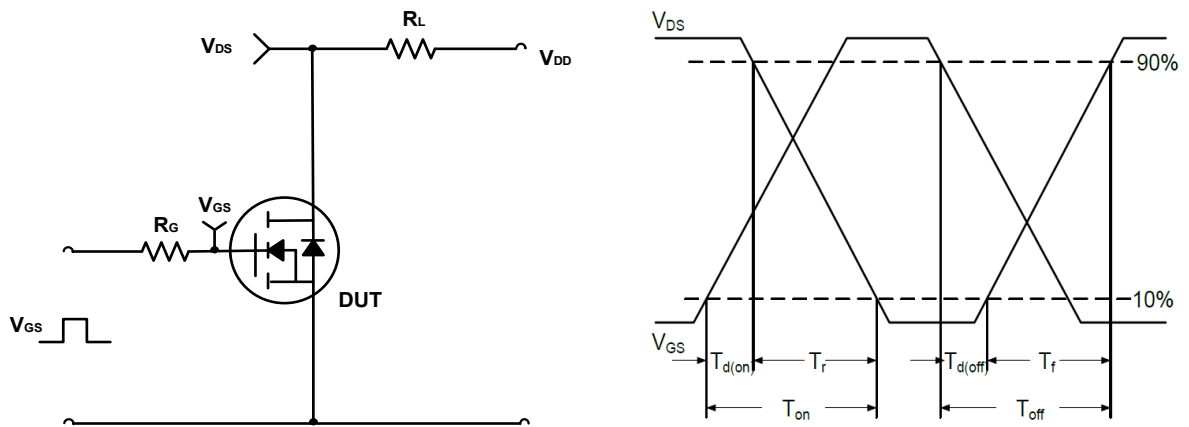 RL
VDS
VDD
VGS
RG
DUT
VGS
VDS
90%
10%
VGS
Td(on)
Tr
Td(off)
Tf
Ton
Toff